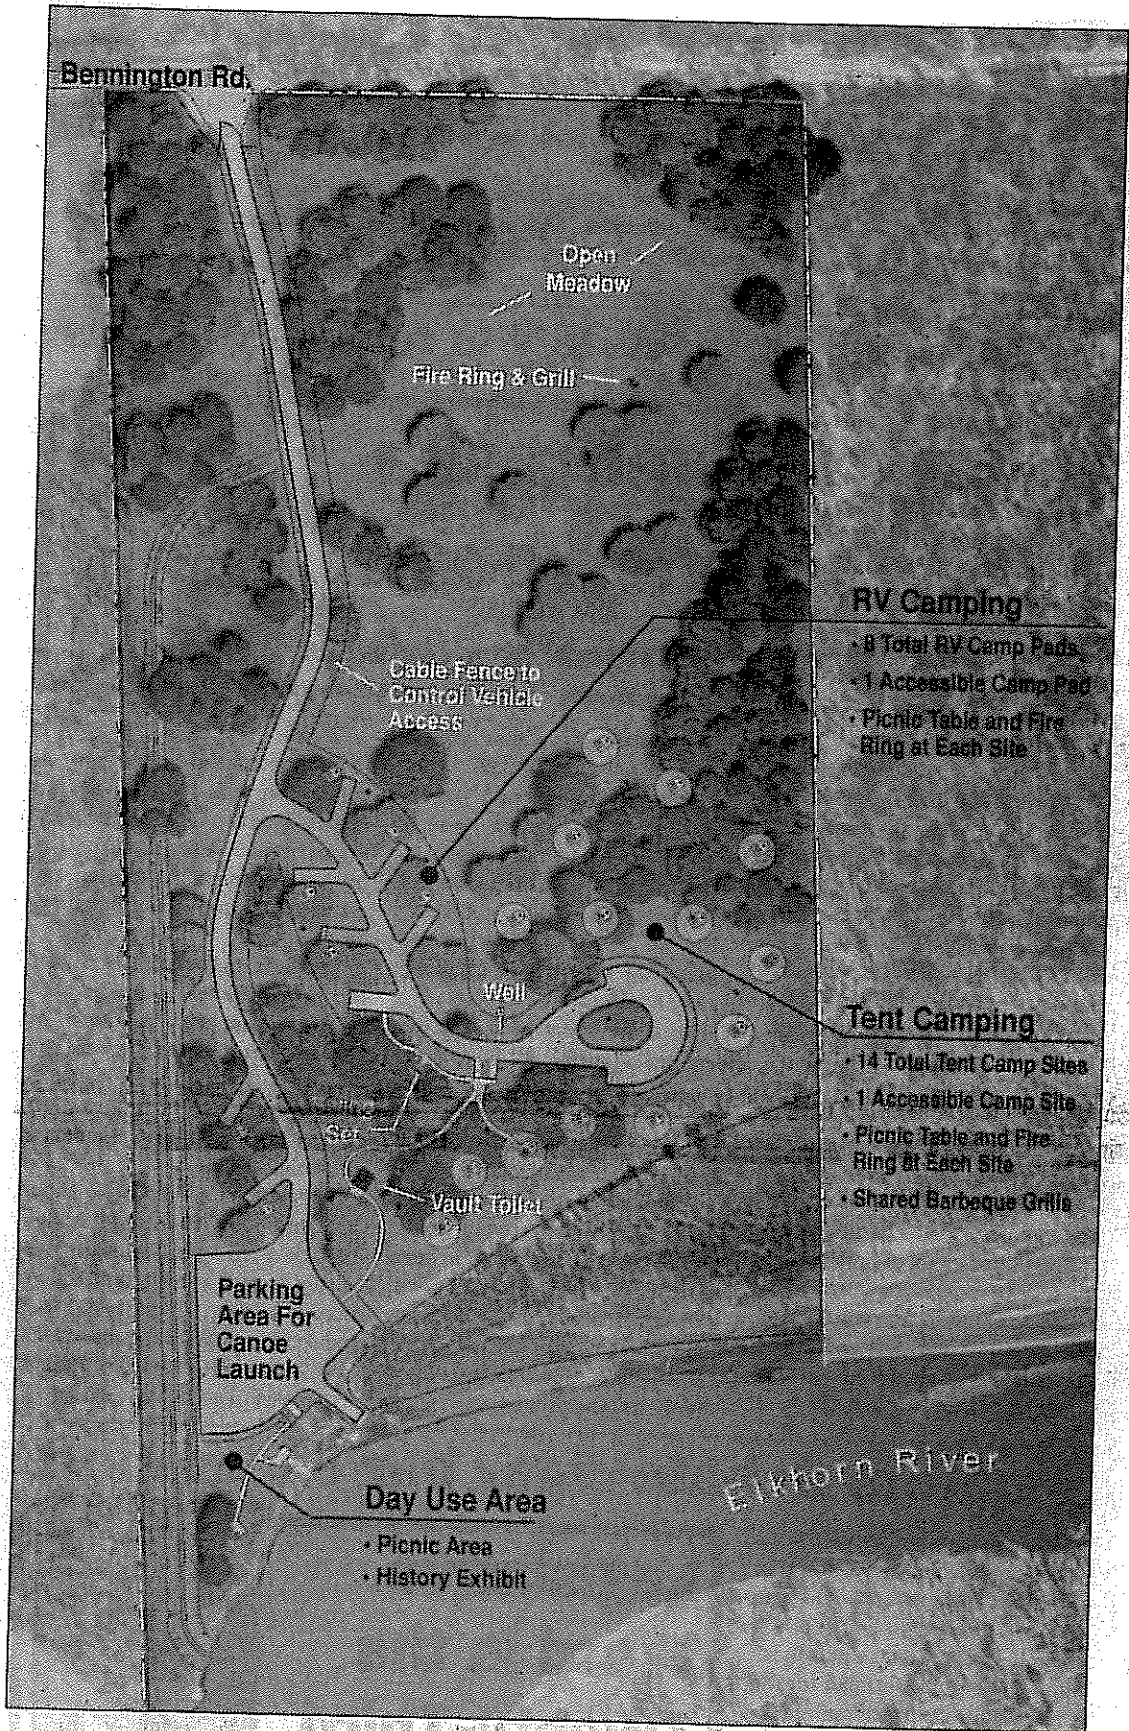 Bennington Rd.
Open
Meadow
Fire Ring & Grill
RV Camping
• 8 Total RV Camp Pads
• 1 Accessible Camp Pad
• Picnic Table and Fire
Ring at Each Site
Cable Fence to
Control Vehicle
Access
Well
Tent Camping
• 14 Total Tent Camp Sites
• 1 Accessible Camp Site
• Picnic Table and Fire
Ring at Each Site
• Shared Barbeque Grills
Set
Vault Toilet
Parking
Area For
Canoe
Launch
Elkhorn River
Day Use Area
• Picnic Area
• History Exhibit